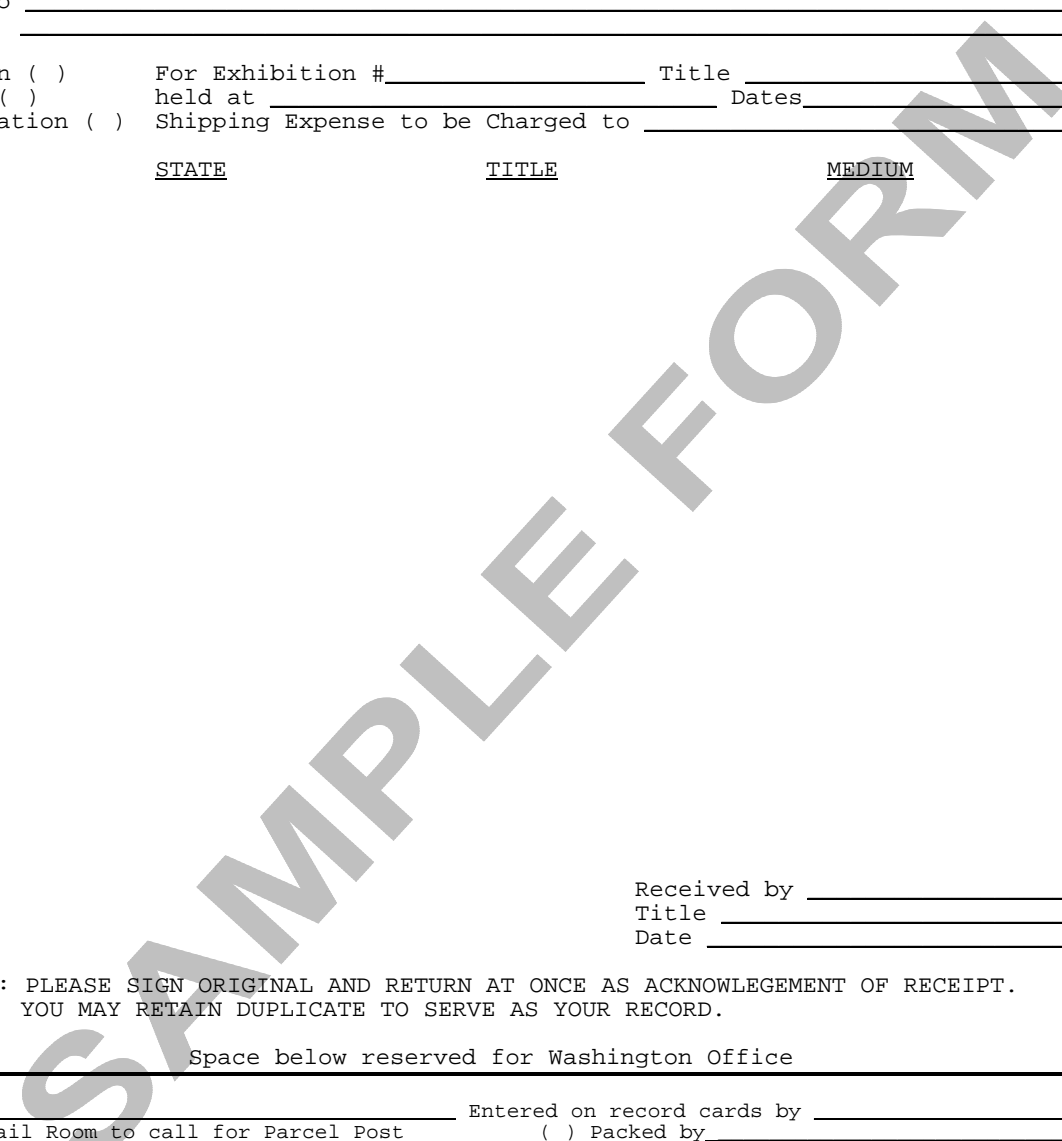 For Exhibition # Title
( ) held at Dates
( ) Shipping Expense to be Charged to
STATE TITLE MEDIUM
Received by
Title
Date
: PLEASE SIGN ORIGINAL AND RETURN AT ONCE AS ACKNOWLEGEMENT OF RECEIPT.
YOU MAY RETAIN DUPLICATE TO SERVE AS YOUR RECORD.
Space below reserved for Washington Office
Entered on record cards by
Room to call for Parcel Post ( ) Packed by
SAMPLE FORM